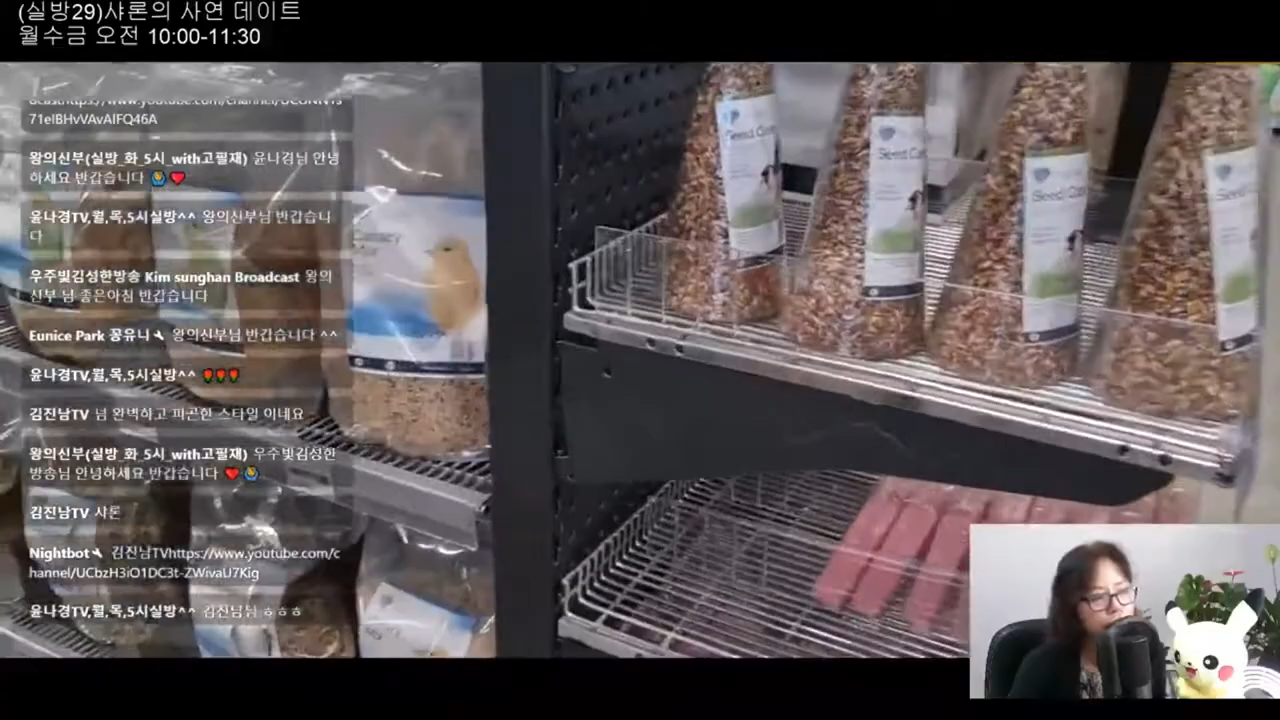 (실방29)샤론의 사연 데이트
월수금 오전 10:00-11:30
71eIBHvVAvAIFQ46A
왕의신부(실방_화_5시_with고필재) 윤나경님 안녕
하세요 반갑습니다
윤나경TV,월,목,5시실방^^ 왕의신부님 반갑습니
다
우주빛김성한방송 Kim sunghan Broadcast 왕의
신부 님 좋은아침 반갑습니다
Eunice Park 꽁유니 왕의신부님 반갑습니다 ^^
윤나경TV,월,목,5시실방^^
김진남TV 넘 완벽하고 피곤한 스타일 이네요
왕의신부(실방_화_5시_with고필재) 우주빛김성한
방송님 안녕하세요 반갑습니다
김진남TV 샤론
Nightbot 김진남TVhttps://www.youtube.com/c
hannel/UCbzH3iO1DC3t-ZWivaU7Kig
윤나경TV,월,목,5시실방^^ 김진남님 ㅎㅎㅎ
Seed
Seed
Seed
Seed